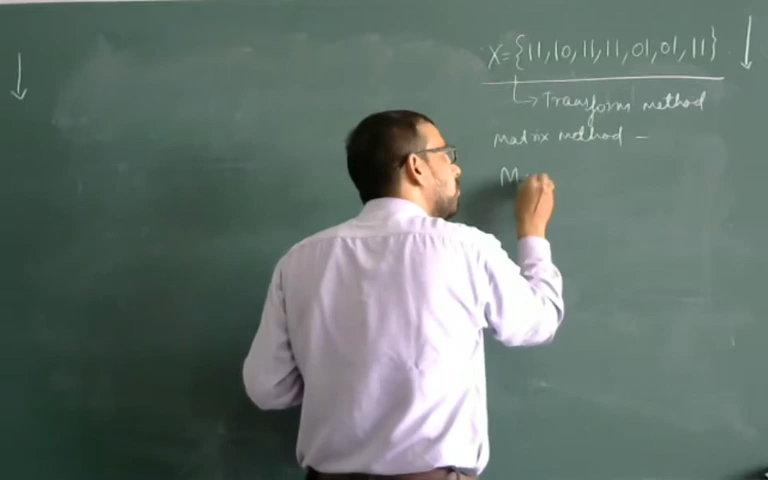 X={11,10,11,11,01,01,11}
Transform method
matrix method –
M